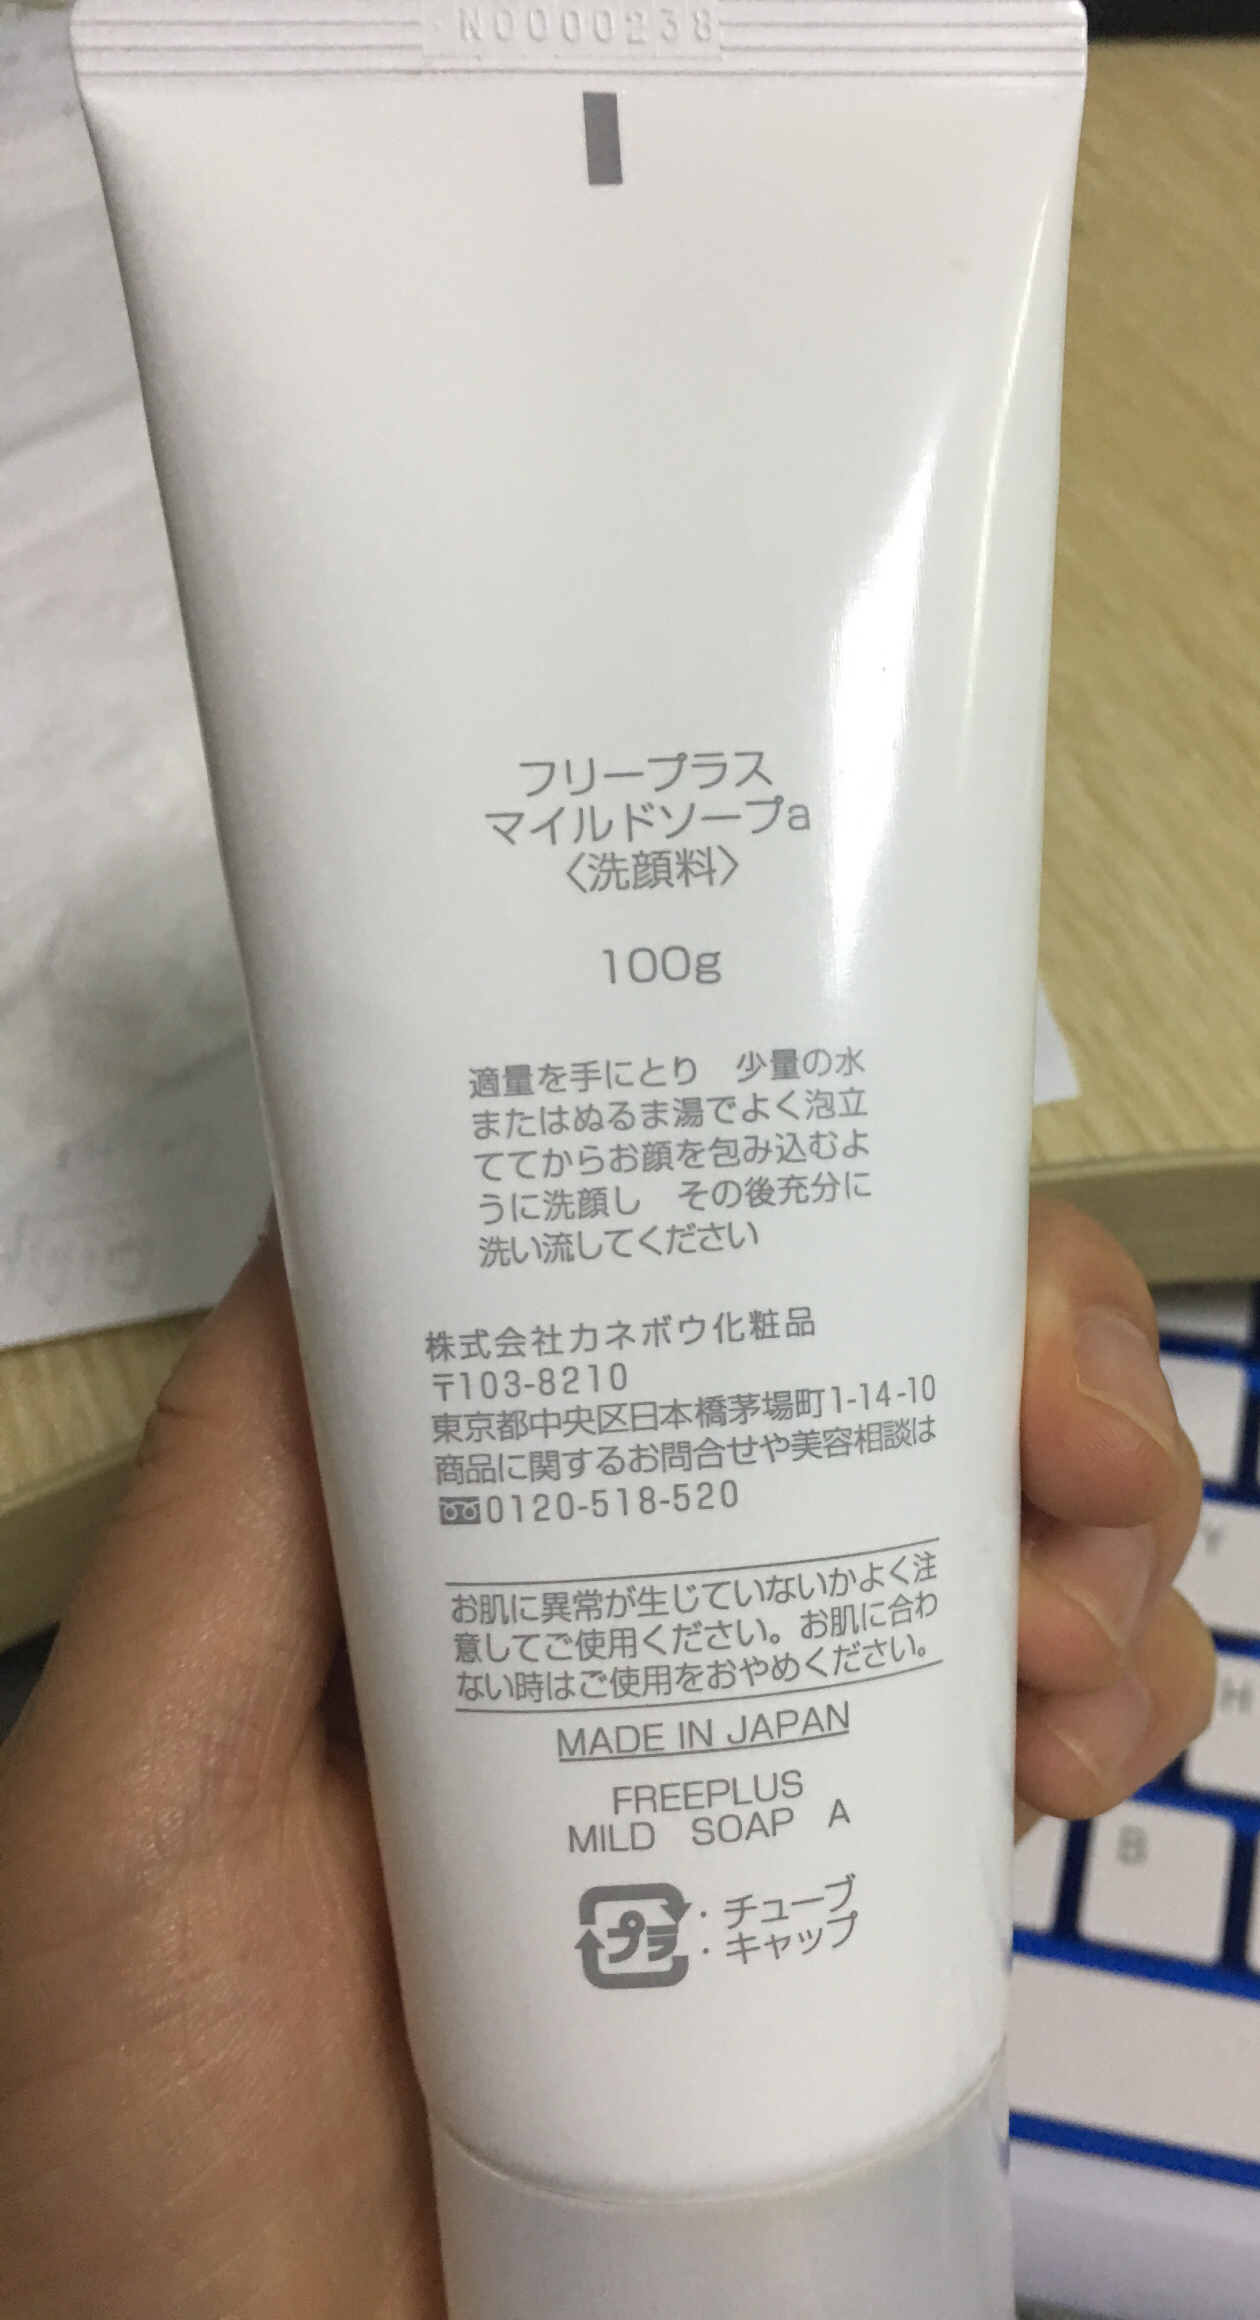 N0000238
フリープラス
マイルドソープa
〈洗顔料〉
100g
適量を手にとり　少量の水
またはぬるま湯でよく泡立
ててからお顔を包み込むよ
うに洗顔し　その後充分に
洗い流してください
株式会社カネボウ化粧品
〒103-8210
東京都中央区日本橋茅場町1-14-10
商品に関するお問合せや美容相談は
0120-518-520
お肌に異常が生じていないかよく注
意してご使用ください。お肌に合わ
ない時はご使用をおやめください。
MADE IN JAPAN
FREEPLUS
MILD SOAP A
プラ
・チューブ
・キャップ
Y
H
B